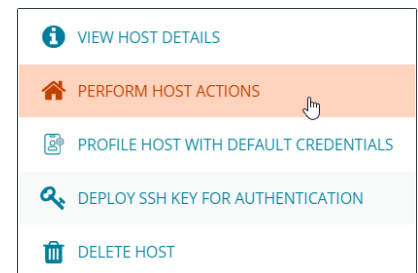 VIEW HOST DETAILS
PERFORM HOST ACTIONS
PROFILE HOST WITH DEFAULT CREDENTIALS
DEPLOY SSH KEY FOR AUTHENTICATION
DELETE HOST